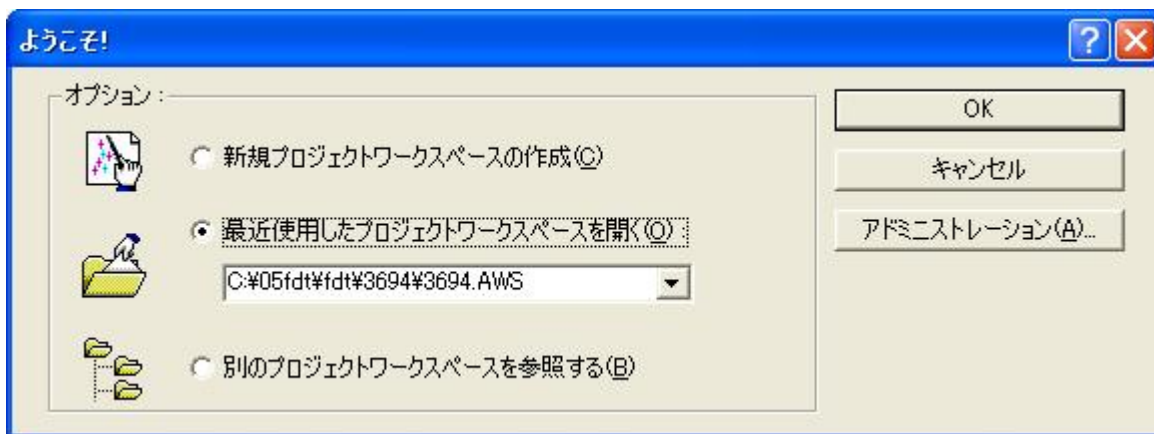 ようこそ!
オプション :
新規プロジェクトワークスペースの作成(C)
最近使用したプロジェクトワークスペースを開く(O) :
C:¥05fdt¥fdt¥3694¥3694.AWS
別のプロジェクトワークスペースを参照する(B)
OK
キャンセル
アドミニストレーション(A)...